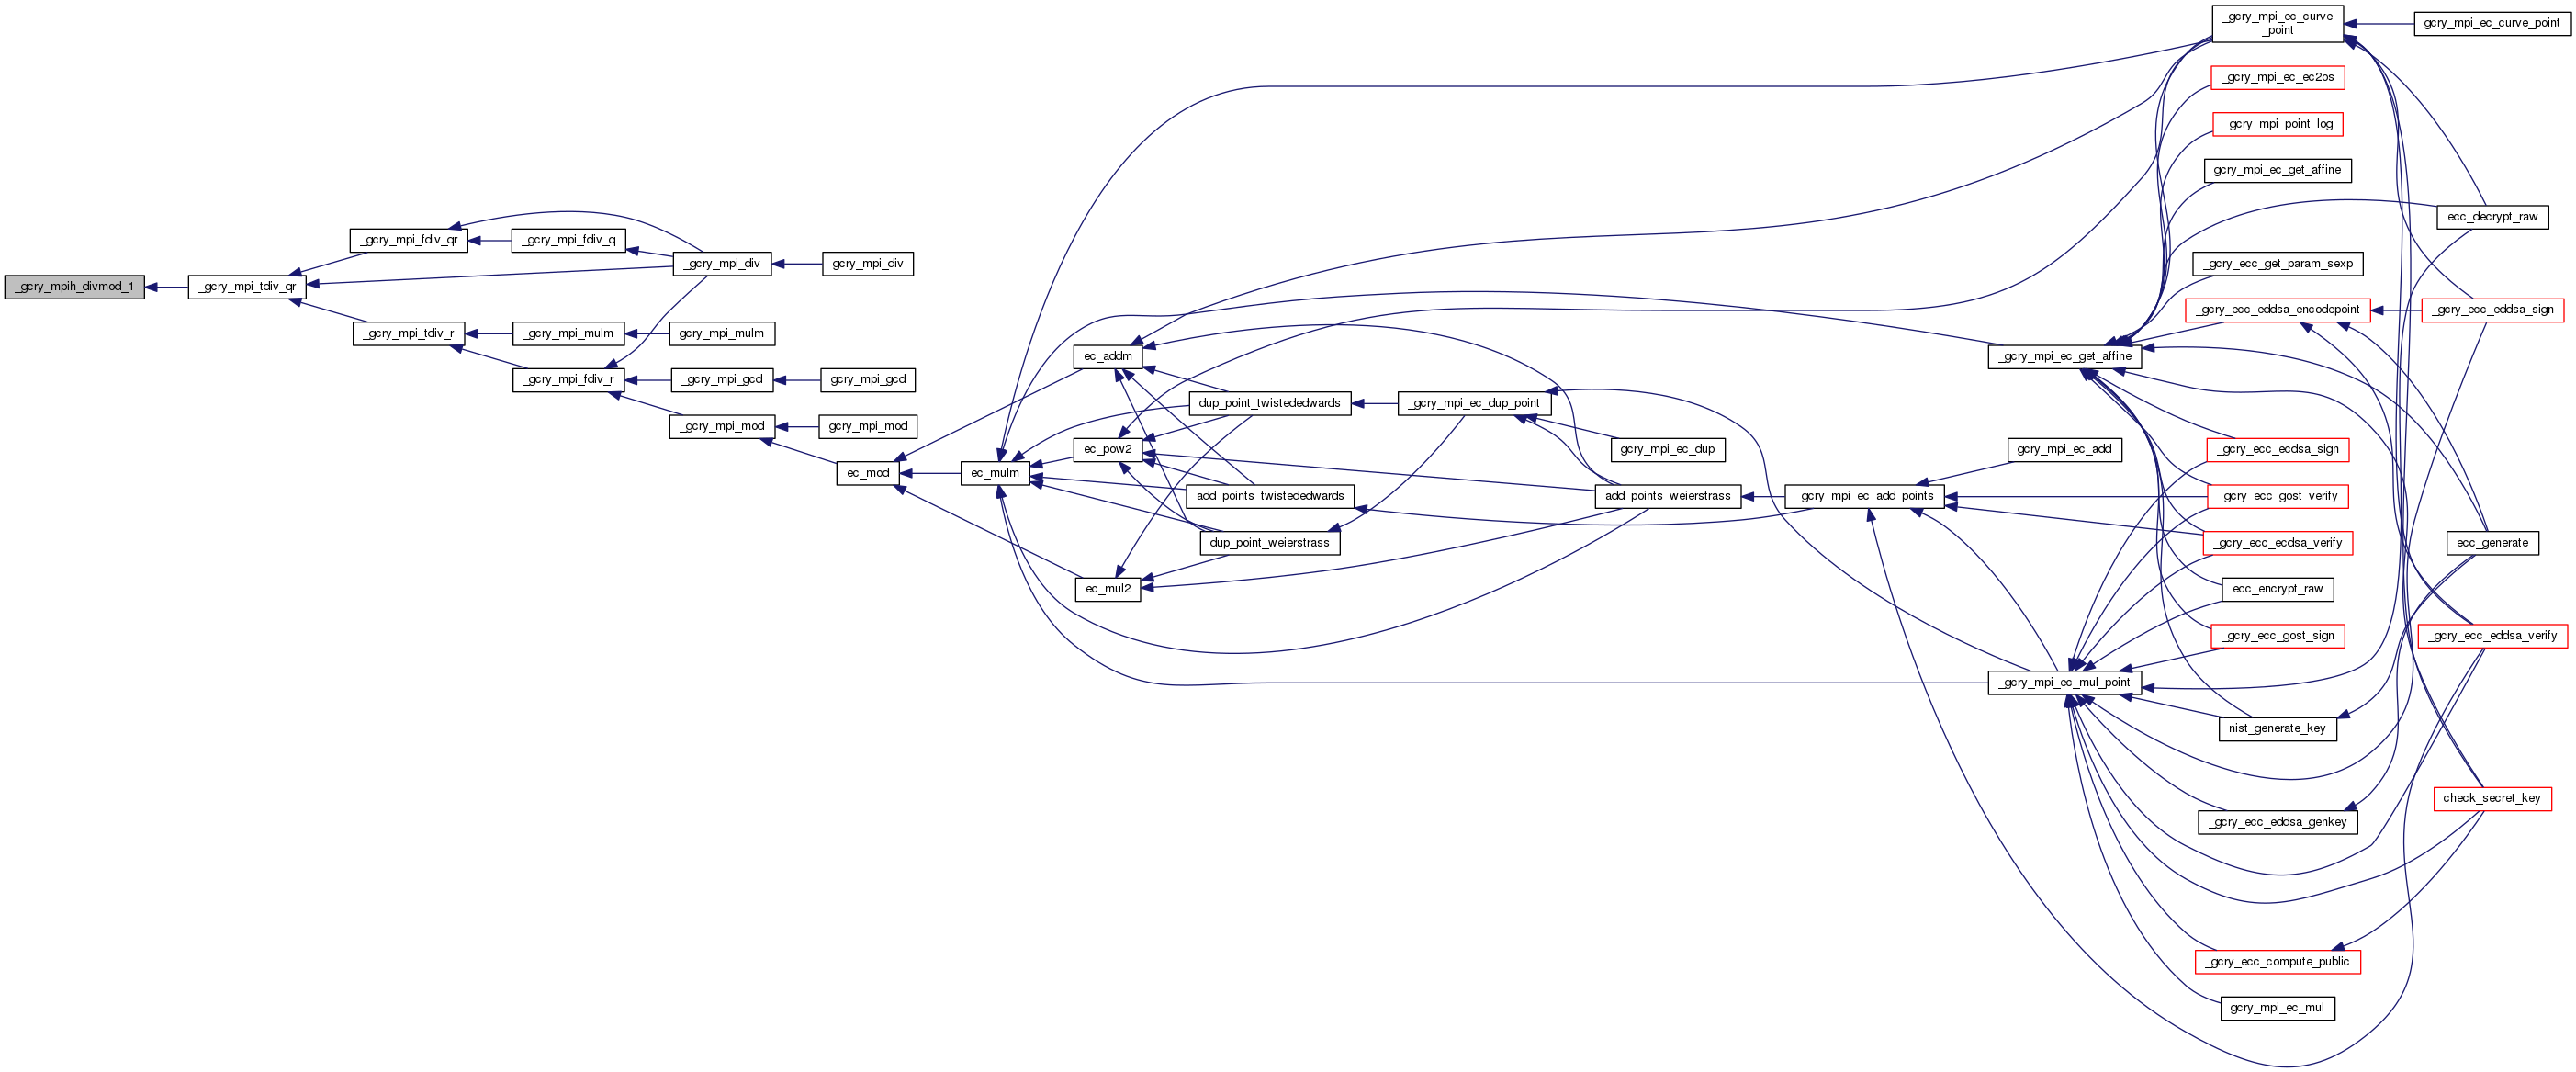 _gcry_mpih_divmod_1
_gcry_mpi_tdiv_qr
_gcry_mpi_fdiv_qr
_gcry_mpi_tdiv_r
_gcry_mpi_fdiv_q
_gcry_mpi_mulm
_gcry_mpi_fdiv_r
_gcry_mpi_div
gcry_mpi_mulm
_gcry_mpi_gcd
_gcry_mpi_mod
gcry_mpi_div
gcry_mpi_gcd
gcry_mpi_mod
ec_mod
ec_mulm
ec_addm
ec_pow2
ec_mul2
dup_point_twistededwards
add_points_twistededwards
dup_point_weierstrass
_gcry_mpi_ec_dup_point
gcry_mpi_ec_dup
add_points_weierstrass
_gcry_mpi_ec_add_points
gcry_mpi_ec_add
_gcry_mpi_ec_get_affine
_gcry_mpi_ec_mul_point
_gcry_mpi_ec_curve
_point
_gcry_mpi_ec_ec2os
_gcry_mpi_point_log
gcry_mpi_ec_get_affine
_gcry_ecc_get_param_sexp
_gcry_ecc_eddsa_encodepoint
_gcry_ecc_ecdsa_sign
_gcry_ecc_gost_verify
_gcry_ecc_ecdsa_verify
ecc_encrypt_raw
_gcry_ecc_gost_sign
nist_generate_key
_gcry_ecc_eddsa_genkey
_gcry_ecc_compute_public
gcry_mpi_ec_mul
gcry_mpi_ec_curve_point
ecc_decrypt_raw
_gcry_ecc_eddsa_sign
ecc_generate
_gcry_ecc_eddsa_verify
check_secret_key